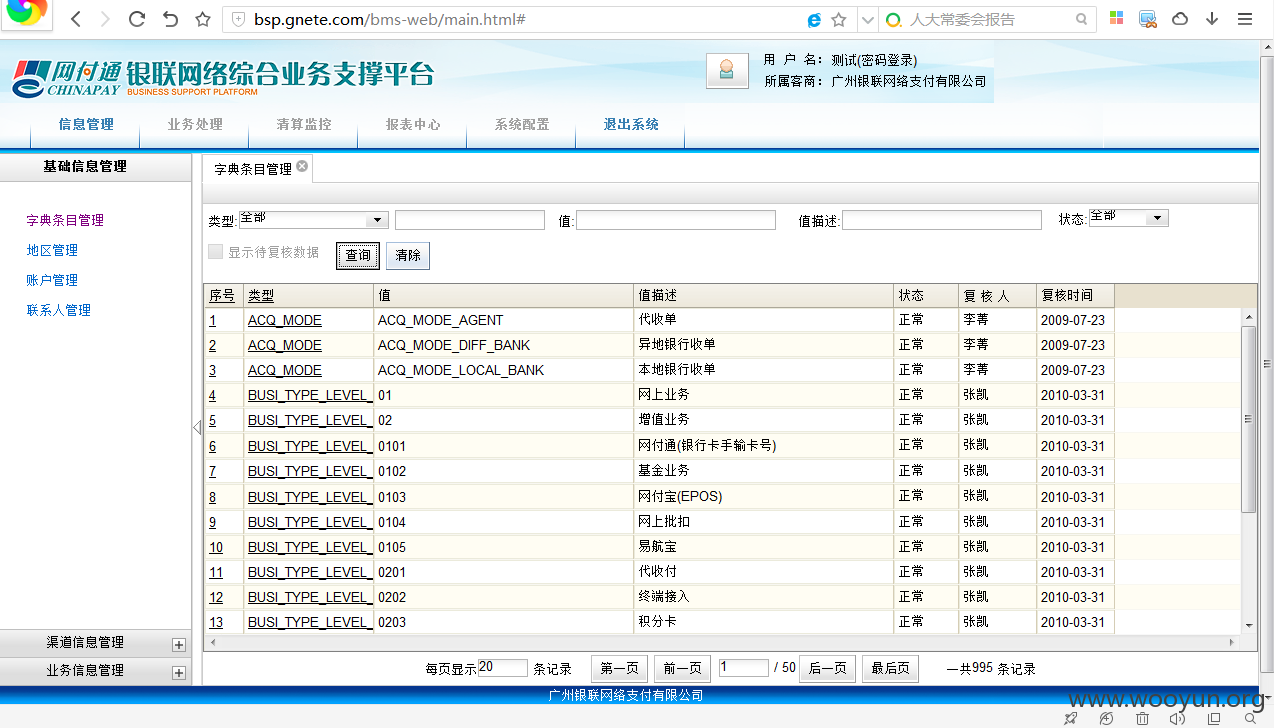 bsp.gnete.com/bms-web/main.html#
人大常委会报告
网付通 CHINAPAY 银联网络综合业务支撑平台
BUSINESS SUPPORT PLATFORM
用 户 名: 测试(密码登录)
所属客商: 广州银联网络支付有限公司
信息管理 业务处理 清算监控 报表中心 系统配置 退出系统
基础信息管理
字典条目管理
地区管理
账户管理
联系人管理
渠道信息管理
业务信息管理
字典条目管理
类型: 全部 值: 值描述: 状态: 全部
显示待复核数据 查询 清除
序号 类型 值 值描述 状态 复 核 人 复核时间
1 ACQ_MODE ACQ_MODE_AGENT 代收单 正常 李菁 2009-07-23
2 ACQ_MODE ACQ_MODE_DIFF_BANK 异地银行收单 正常 李菁 2009-07-23
3 ACQ_MODE ACQ_MODE_LOCAL_BANK 本地银行收单 正常 李菁 2009-07-23
4 BUSI_TYPE_LEVEL_ 01 网上业务 正常 张凯 2010-03-31
5 BUSI_TYPE_LEVEL_ 02 增值业务 正常 张凯 2010-03-31
6 BUSI_TYPE_LEVEL_ 0101 网付通(银行卡手输卡号) 正常 张凯 2010-03-31
7 BUSI_TYPE_LEVEL_ 0102 基金业务 正常 张凯 2010-03-31
8 BUSI_TYPE_LEVEL_ 0103 网付宝(EPOS) 正常 张凯 2010-03-31
9 BUSI_TYPE_LEVEL_ 0104 网上批扣 正常 张凯 2010-03-31
10 BUSI_TYPE_LEVEL_ 0105 易航宝 正常 张凯 2010-03-31
11 BUSI_TYPE_LEVEL_ 0201 代收付 正常 张凯 2010-03-31
12 BUSI_TYPE_LEVEL_ 0202 终端接入 正常 张凯 2010-03-31
13 BUSI_TYPE_LEVEL_ 0203 积分卡 正常 张凯 2010-03-31
每页显示 20 条记录 第一页 前一页 1 / 50 后一页 最后页 一共995 条记录
广州银联网络支付有限公司
www.wooyun.org